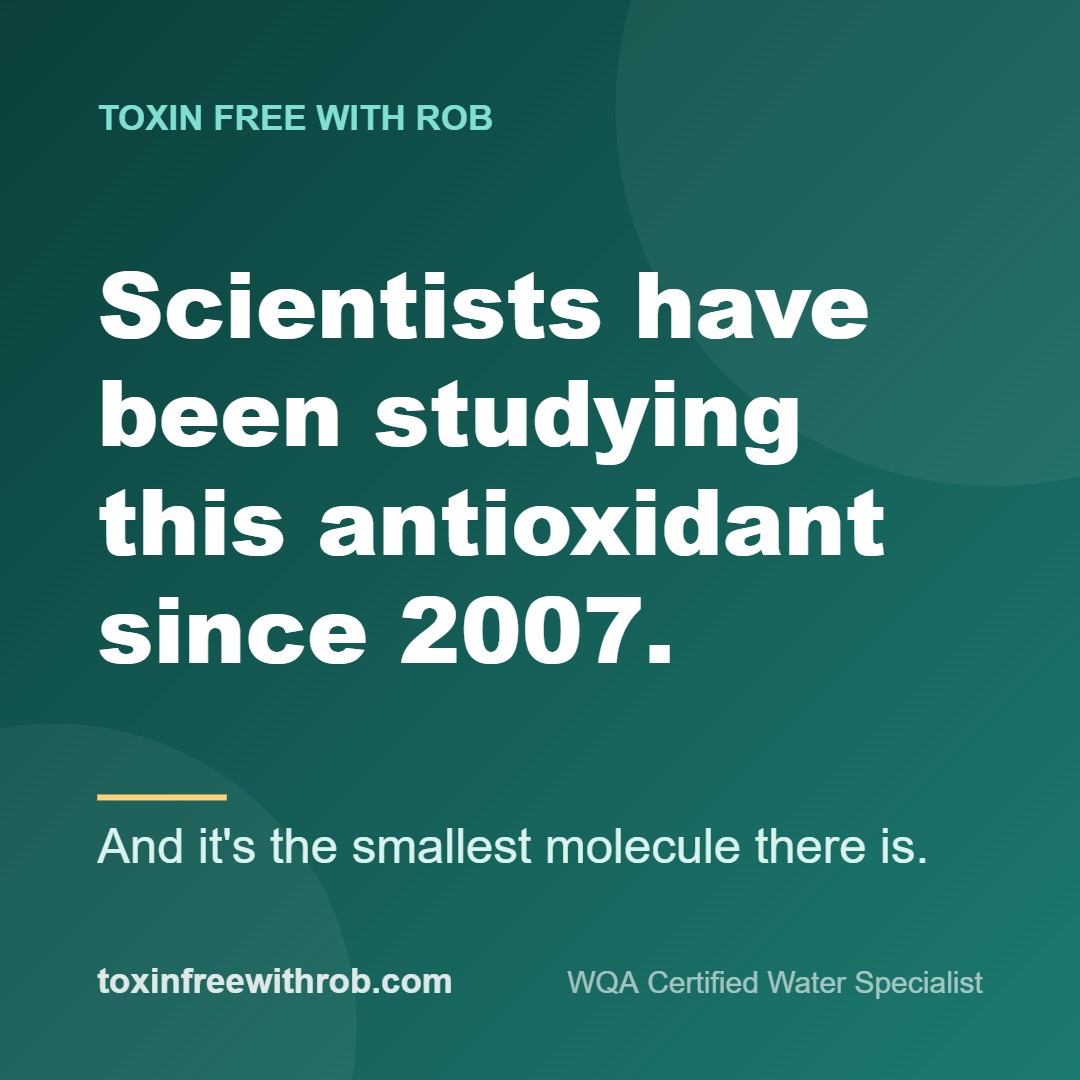 TOXIN FREE WITH ROB
Scientists have
been studying
this antioxidant
since 2007.
And it's the smallest molecule there is.
toxinfreewithrob.com
WQA Certified Water Specialist